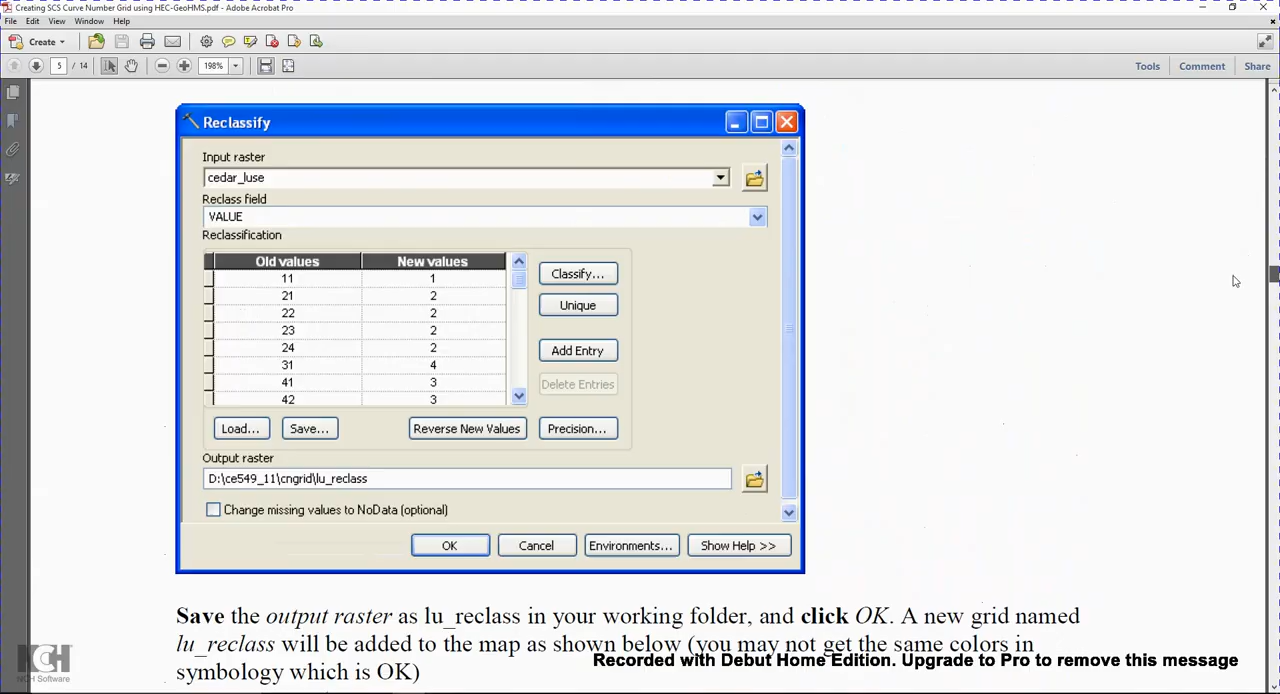 Creating SCS Curve Number Grid using HEC-GeoHMS.pdf - Adobe Acrobat Pro
File Edit View Window Help
Create
5 / 14 198% Tools Comment Share
Reclassify
Input raster
cedar_luse
Reclass field
VALUE
Reclassification
Old values New values
11 1
21 2
22 2
23 2
24 2
31 4
41 3
42 3
Classify...
Unique
Add Entry
Delete Entries
Load... Save... Reverse New Values Precision...
Output raster
D:\ce549_11\cngrid\lu_reclass
Change missing values to NoData (optional)
OK Cancel Environments... Show Help >>
Save the output raster as lu_reclass in your working folder, and click OK. A new grid named
lu_reclass will be added to the map as shown below (you may not get the same colors in
symbology which is OK)
NCH
NCH Software
Recorded with Debut Home Edition. Upgrade to Pro to remove this message